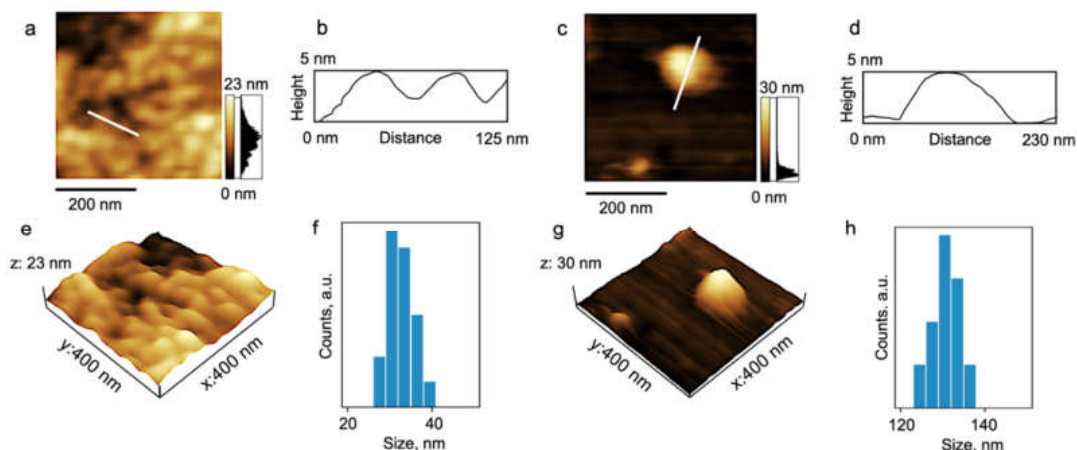 a
23 nm
0 nm
200 nm
b
5 nm
Height
0 nm
Distance
125 nm
c
30 nm
0 nm
200 nm
d
5 nm
Height
0 nm
Distance
230 nm
e
z: 23 nm
y:400 nm
x:400 nm
f
Counts, a.u.
20
40
Size, nm
g
z: 30 nm
y:400 nm
x:400 nm
h
Counts. a.u.
120
140
Size, nm